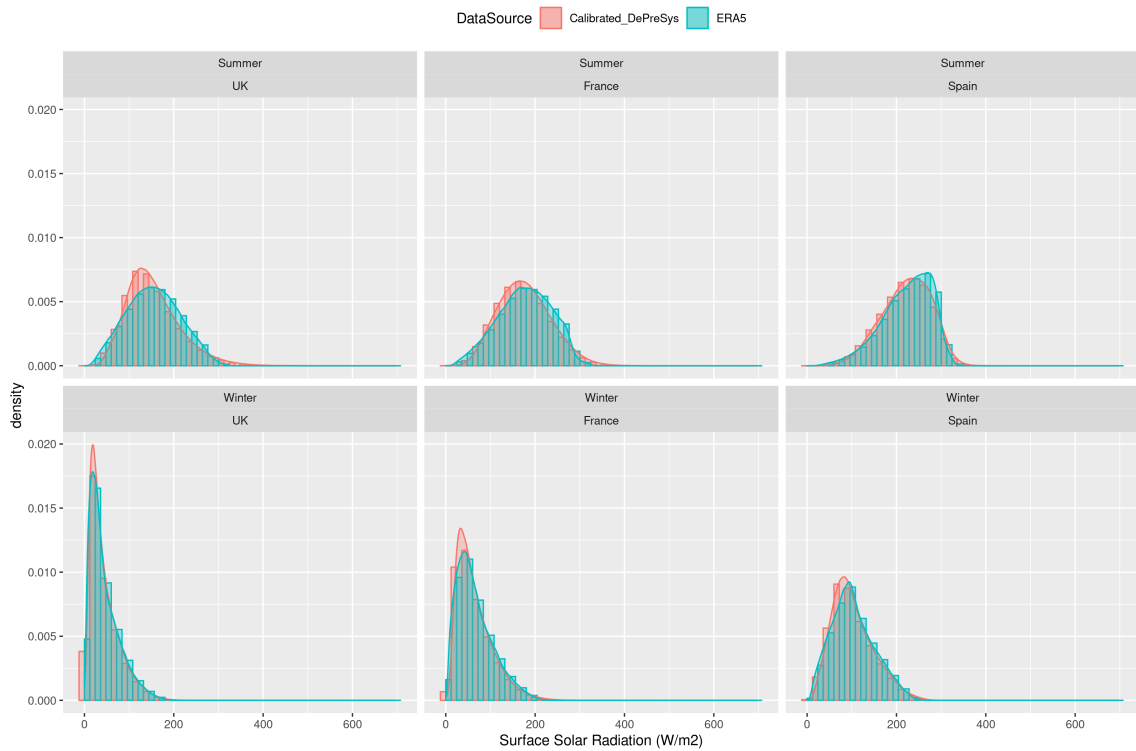 DataSource Calibrated_DePreSys ERA5
Summer Summer Summer
UK France Spain
0.020
0.015
0.010
0.005
0.000
density
Winter Winter Winter
UK France Spain
0.020
0.015
0.010
0.005
0.000
0 200 400 600 0 200 400 600 0 200 400 600
Surface Solar Radiation (W/m2)